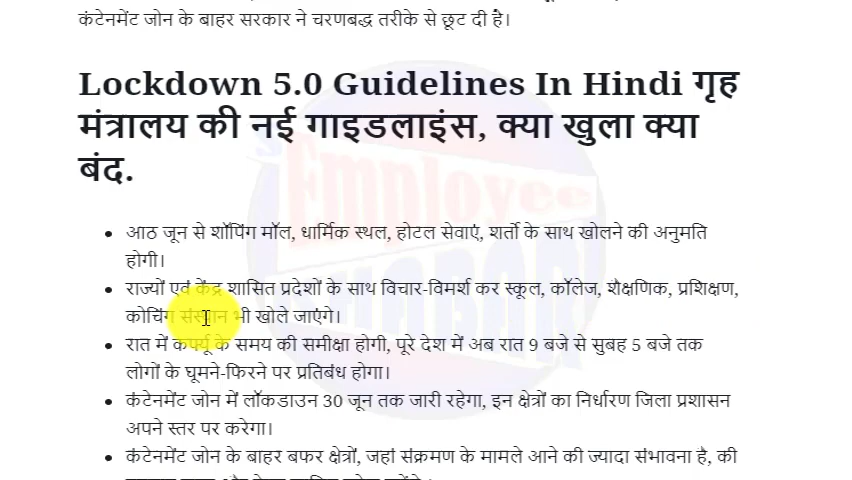 कंटेनमेंट जोन के बाहर सरकार ने चरणबद्ध तरीके से छूट दी है।
Lockdown 5.0 Guidelines In Hindi गृह
मंत्रालय की नई गाइडलाइंस, क्या खुला क्या
बंद.
आठ जून से शॉपिंग मॉल, धार्मिक स्थल, होटल सेवाएं, शर्तो के साथ खोलने की अनुमति
होगी।
राज्यों एवं केंद्र शासित प्रदेशों के साथ विचार-विमर्श कर स्कूल, कॉलेज, शैक्षणिक, प्रशिक्षण,
कोचिंग संस्थान भी खोले जाएंगे।
रात में कर्फ्यू के समय की समीक्षा होगी, पूरे देश में अब रात 9 बजे से सुबह 5 बजे तक
लोगों के घूमने-फिरने पर प्रतिबंध होगा।
कंटेनमेंट जोन में लॉकडाउन 30 जून तक जारी रहेगा, इन क्षेत्रों का निर्धारण जिला प्रशासन
अपने स्तर पर करेगा।
कंटेनमेंट जोन के बाहर बफर क्षेत्रों, जहां संक्रमण के मामले आने की ज्यादा संभावना है, की
Employee
KHABAR